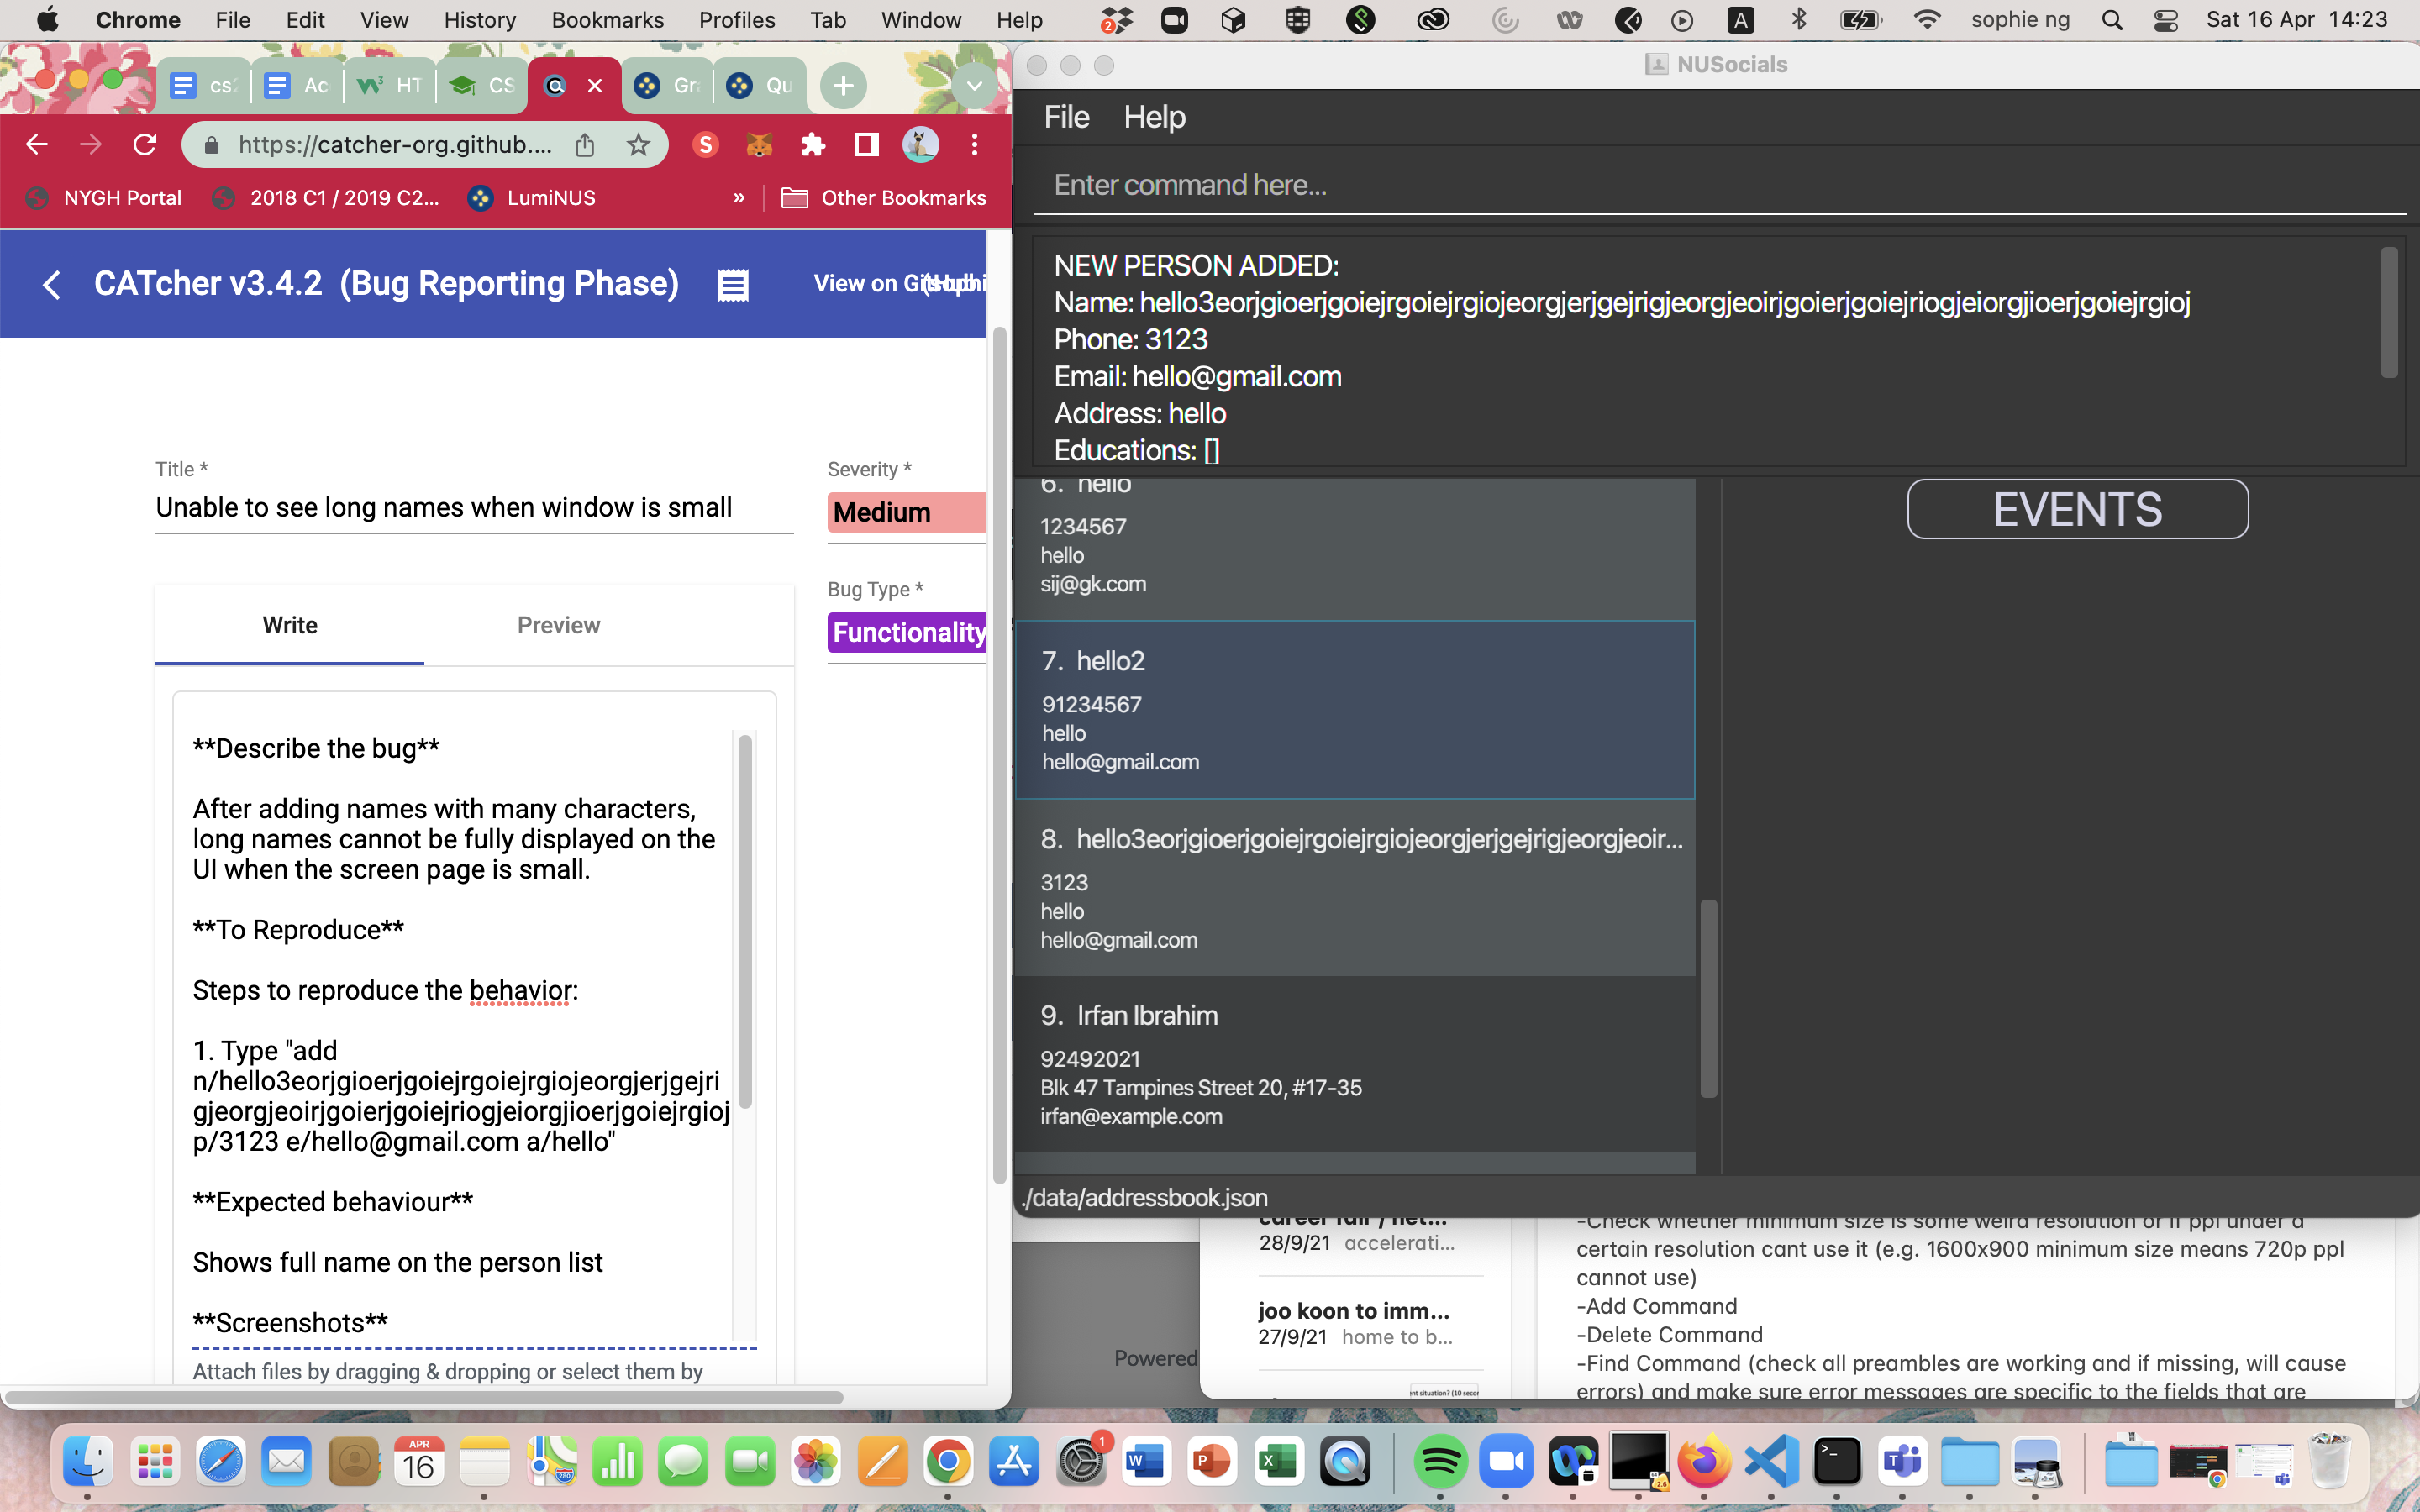 Chrome File Edit View History Bookmarks Profiles Tab Window Help
2
A
sophie ng
Sat 16 Apr 14:23
Ac
HT
CS
Qu
https://catcher-org.github....
NYGH Portal
2018 C1 / 2019 C2...
LumiNUS
»
Other Bookmarks
CATcher v3.4.2 (Bug Reporting Phase)
View on
Title *
Unable to see long names when window is small
Severity *
Medium
Bug Type *
Functionality
Write
Preview
**Describe the bug**
After adding names with many characters,
long names cannot be fully displayed on the
UI when the screen page is small.
**To Reproduce**
Steps to reproduce the behavior:
1. Type "add
n/hello3eorjgioerjgoiejrgoiejrgiojeorgjerjgejri
gjeorgjeoirjgoierjgoiejriogjeiorgjioerjgoiejrgioj
p/3123 e/hello@gmail.com a/hello"
**Expected behaviour**
Shows full name on the person list
**Screenshots**
Attach files by dragging & dropping or select them by
NUSocials
File Help
Enter command here...
NEW PERSON ADDED:
Name: hello3eorjgioerjgoiejrgoiejrgiojeorgjerjgejrigjeorgjeoirjgoierjgoiejriogjeiorgjioerjgoiejrgioj
Phone: 3123
Email: hello@gmail.com
Address: hello
Educations: []
6. hello
1234567
hello
sij@gk.com
7. hello2
91234567
hello
hello@gmail.com
8. hello3eorjgioerjgoiejrgoiejrgiojeorgjerjgejrigjeorgjeoir...
3123
hello
hello@gmail.com
9. Irfan Ibrahim
92492021
Blk 47 Tampines Street 20, #17-35
irfan@example.com
EVENTS
./data/addressbook.json
career fair / net...
28/9/21 accelerati...
joo koon to imm...
27/9/21 home to b...
Powered
-Check whether minimum size is some weird resolution or if ppl under a
certain resolution cant use it (e.g. 1600x900 minimum size means 720p ppl
cannot use)
-Add Command
-Delete Command
-Find Command (check all preambles are working and if missing, will cause
errors) and make sure error messages are specific to the fields that are
APR
16
280
1